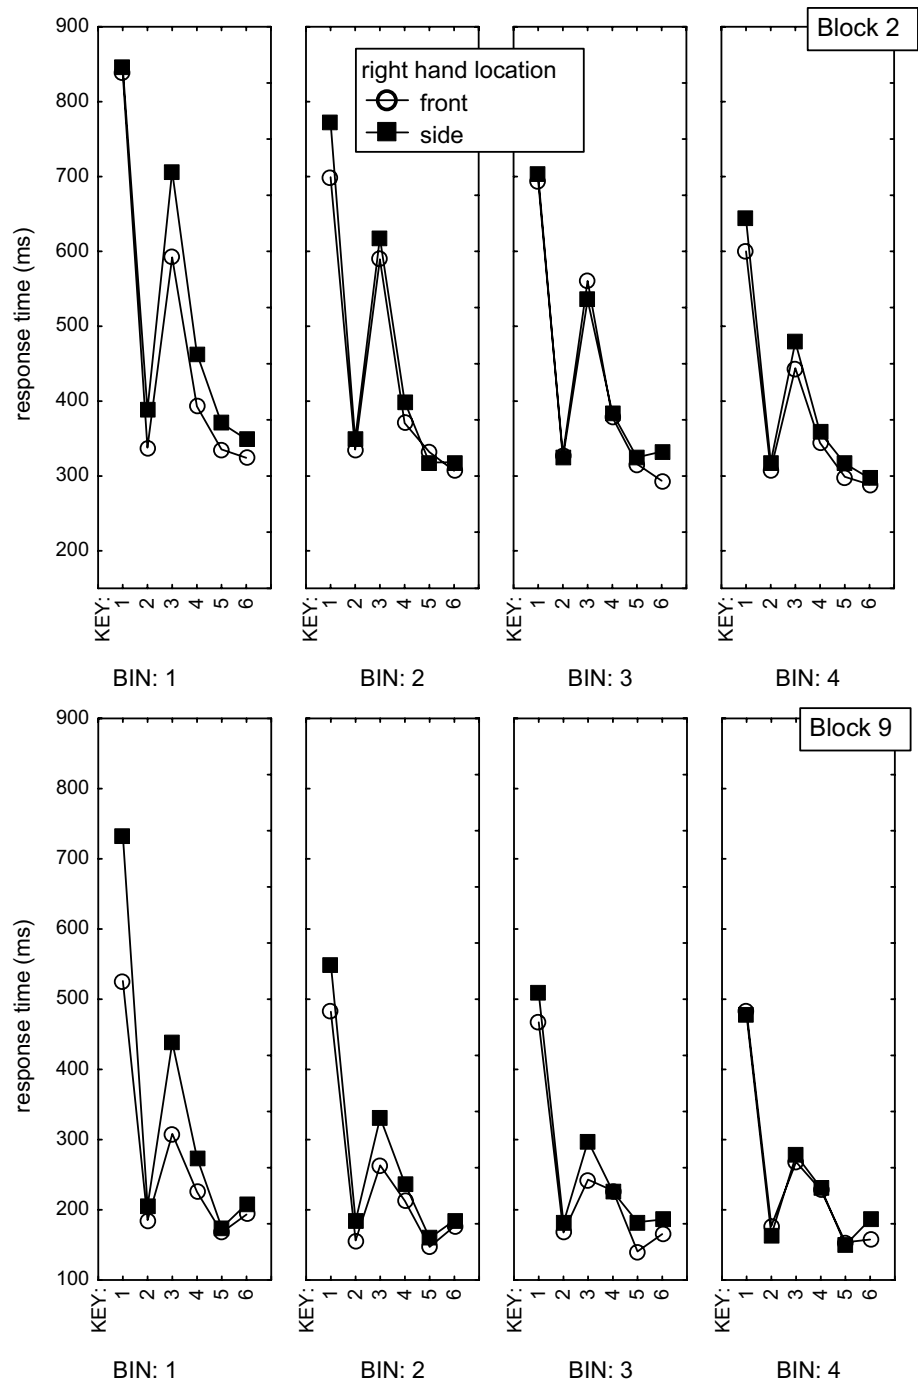 900
Block 2
right hand location
front
side
800
700
600
500
400
300
200
response time (ms)
KEY: 1 2 3 4 5 6
KEY: 1 2 3 4 5 6
KEY: 1 2 3 4 5 6
KEY: 1 2 3 4 5 6
BIN: 1
BIN: 2
BIN: 3
BIN: 4
900
Block 9
800
700
600
500
400
300
200
100
response time (ms)
KEY: 1 2 3 4 5 6
KEY: 1 2 3 4 5 6
KEY: 1 2 3 4 5 6
KEY: 1 2 3 4 5 6
BIN: 1
BIN: 2
BIN: 3
BIN: 4